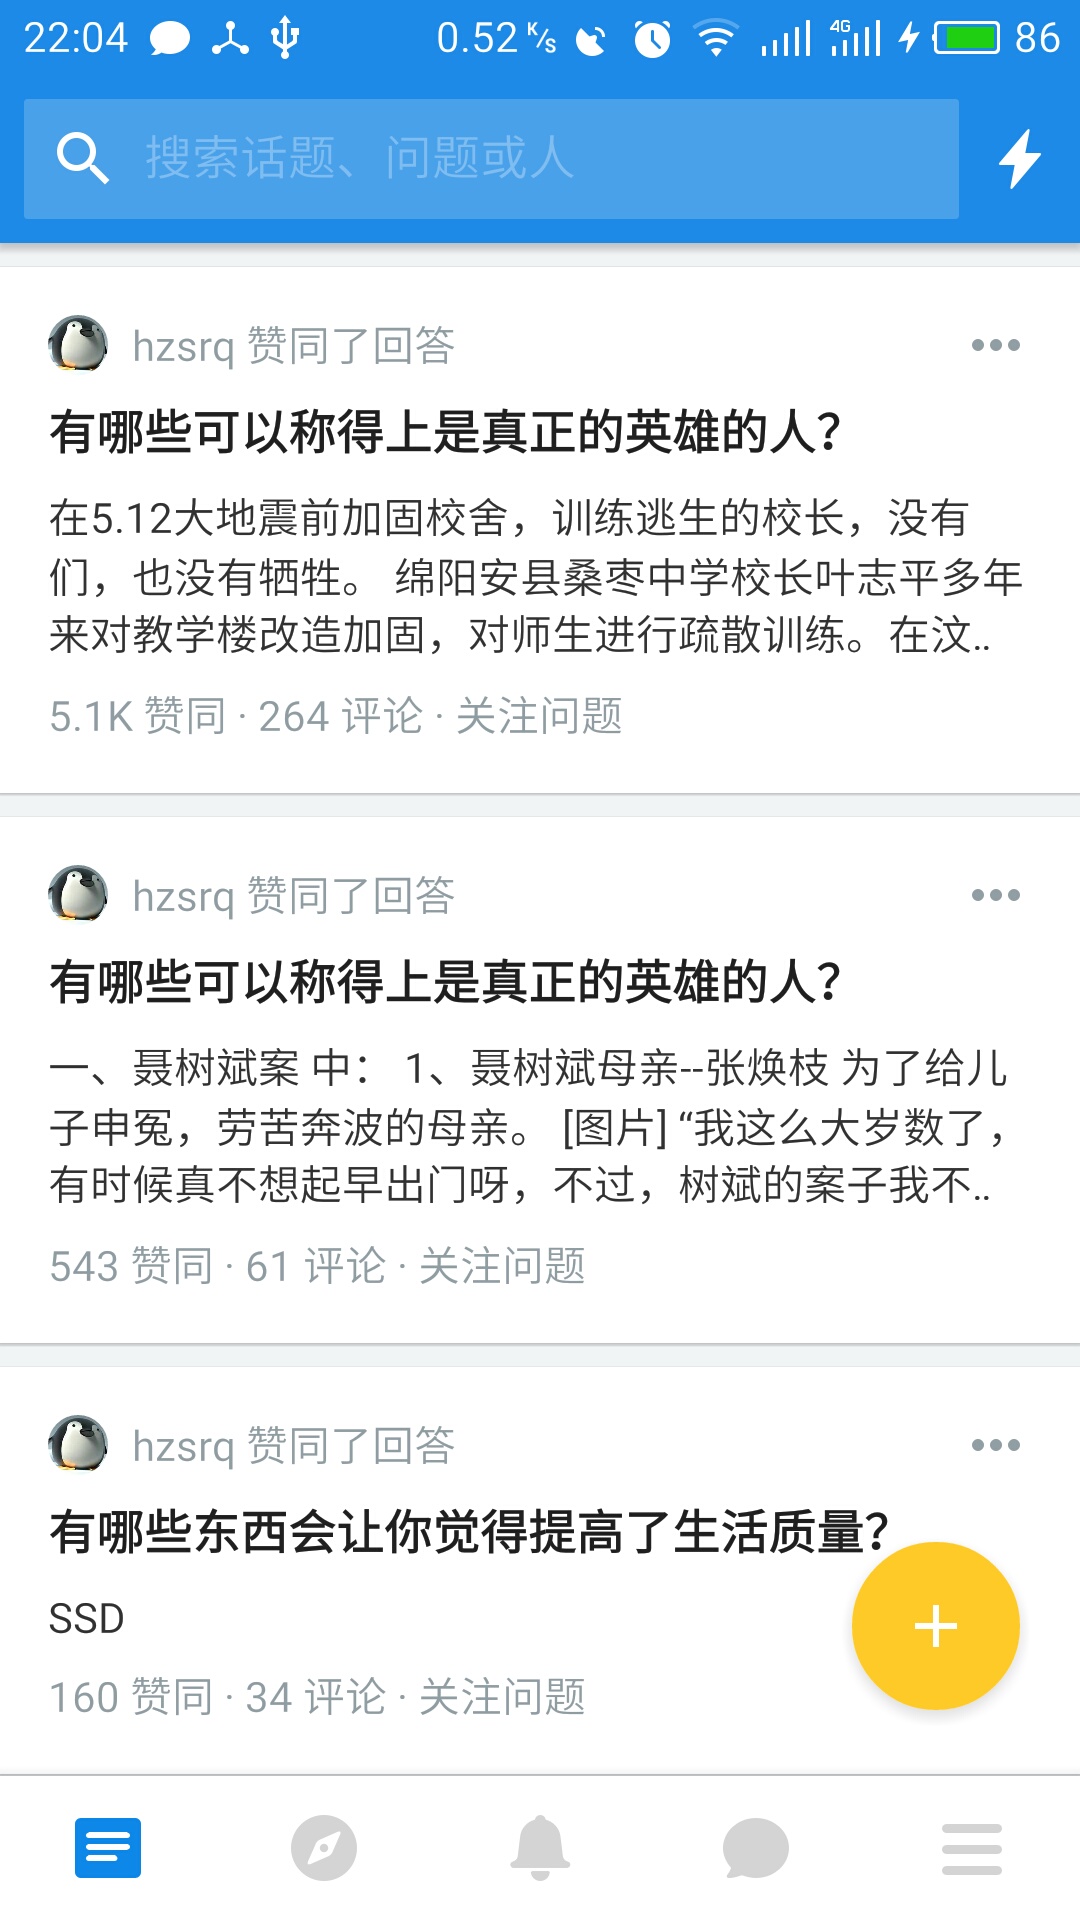 22:04 0.52 K/s 4G 86
搜索话题、问题或人
hzsrq 赞同了回答
有哪些可以称得上是真正的英雄的人？
在5.12大地震前加固校舍，训练逃生的校长，没有
们，也没有牺牲。 绵阳安县桑枣中学校长叶志平多年
来对教学楼改造加固，对师生进行疏散训练。在汶..
5.1K 赞同 · 264 评论 · 关注问题
hzsrq 赞同了回答
有哪些可以称得上是真正的英雄的人？
一、聂树斌案 中： 1、聂树斌母亲--张焕枝 为了给儿
子申冤，劳苦奔波的母亲。 [图片] “我这么大岁数了，
有时候真不想起早出门呀，不过，树斌的案子我不..
543 赞同 · 61 评论 · 关注问题
hzsrq 赞同了回答
有哪些东西会让你觉得提高了生活质量？
SSD
160 赞同 · 34 评论 · 关注问题